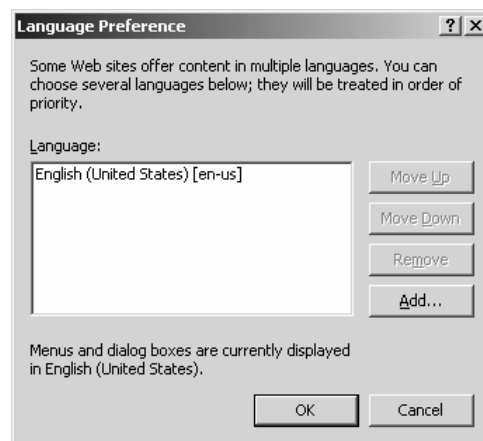 Language Preference
Some Web sites offer content in multiple languages. You can
choose several languages below; they will be treated in order of
priority.
Language:
English (United States) [en-us]
Move Up
Move Down
Remove
Add...
Menus and dialog boxes are currently displayed
in English (United States).
OK
Cancel